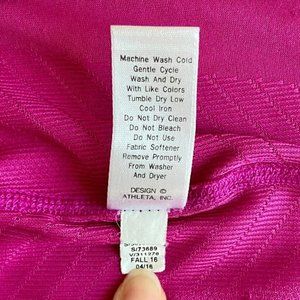 Machine Wash Cold
Gentle Cycle
Wash And Dry
With Like Colors
Tumble Dry Low
Cool Iron
Do Not Dry Clean
Do Not Bleach
Do Not Use
Fabric Softener
Remove Promptly
From Washer
And Dryer
DESIGN ©
ATHLETA, INC.
S/73689
V/311276
FALL 16
04/16